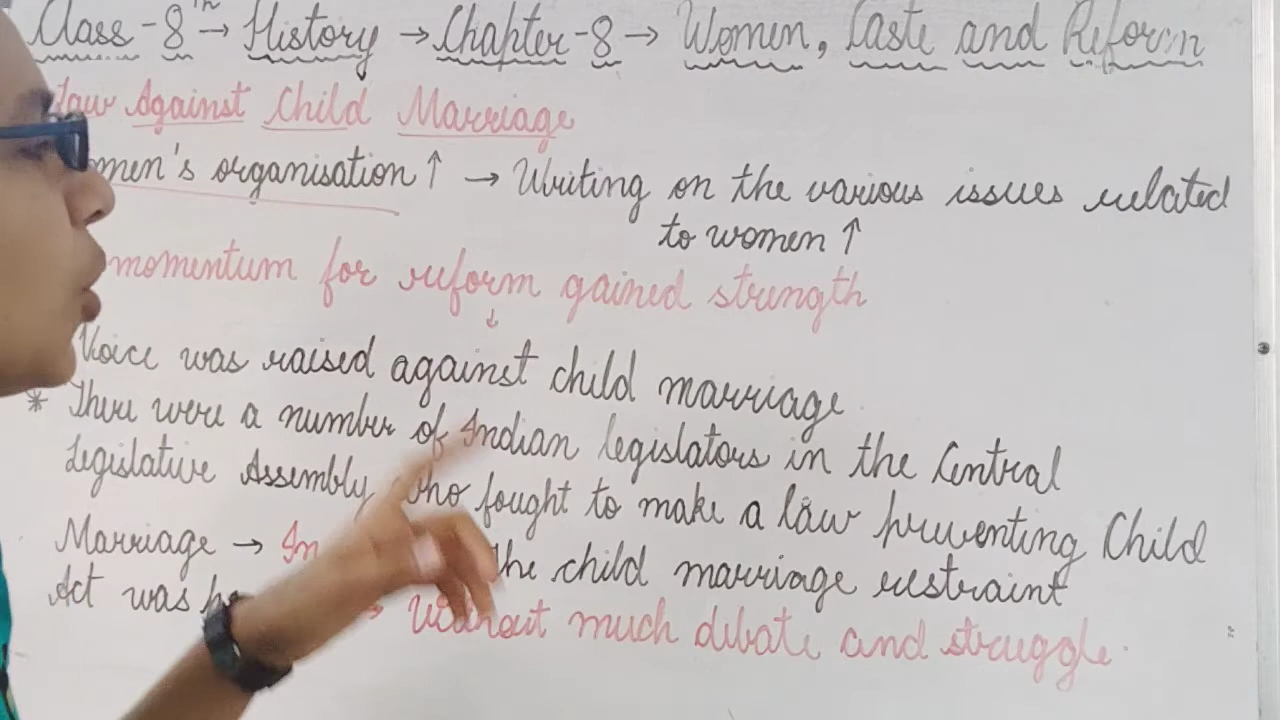 Class-8th → History → Chapter-8 → Women, Caste and Reform
Law Against Child Marriage
men's organisation ↑ → Writing on the various issues related
to women ↑
momentum for reform gained strength
↓
Voice was raised against child marriage
* There were a number of Indian legislators in the Central
Legislative Assembly who fought to make a law preventing Child
Marriage → In the child marriage restraint
Act was → Without much debate and struggle.